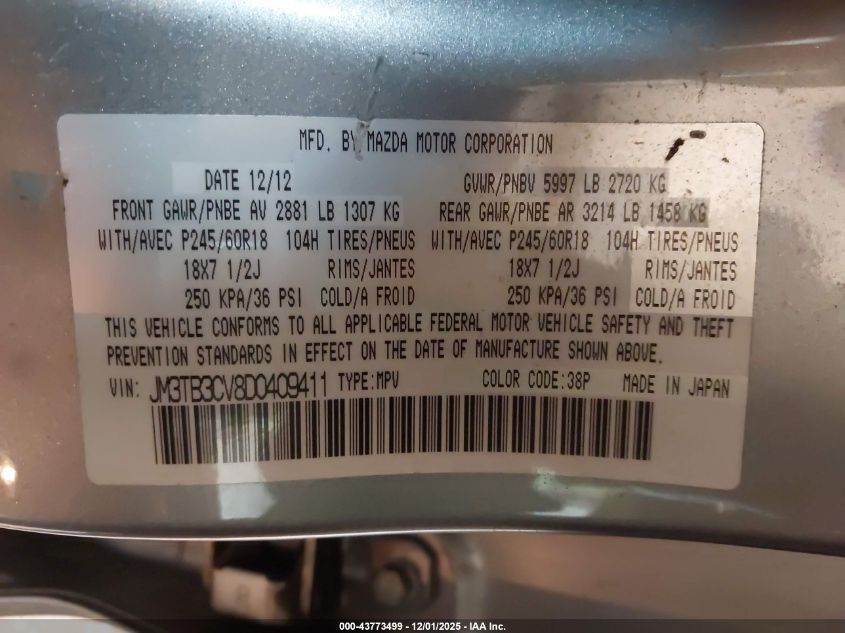 MFD. BY MAZDA MOTOR CORPORATION
DATE 12/12 GVWR/PNBV 5997 LB 2720 KG
FRONT GAWR/PNBE AV 2881 LB 1307 KG REAR GAWR/PNBE AR 3214 LB 1458 KG
WITH/AVEC P245/60R18 104H TIRES/PNEUS WITH/AVEC P245/60R18 104H TIRES/PNEUS
18X7 1/2J RIMS/JANTES 18X7 1/2J RIMS/JANTES
250 KPA/36 PSI COLD/A FROID 250 KPA/36 PSI COLD/A FROID
THIS VEHICLE CONFORMS TO ALL APPLICABLE FEDERAL MOTOR VEHICLE SAFETY AND THEFT
PREVENTION STANDARDS IN EFFECT ON THE DATE OF MANUFACTURE SHOWN ABOVE.
VIN: JM3TB3CV8D0409411 TYPE:MPV COLOR CODE:38P MADE IN JAPAN
000-43773499 - 12/01/2025 - IAA Inc.